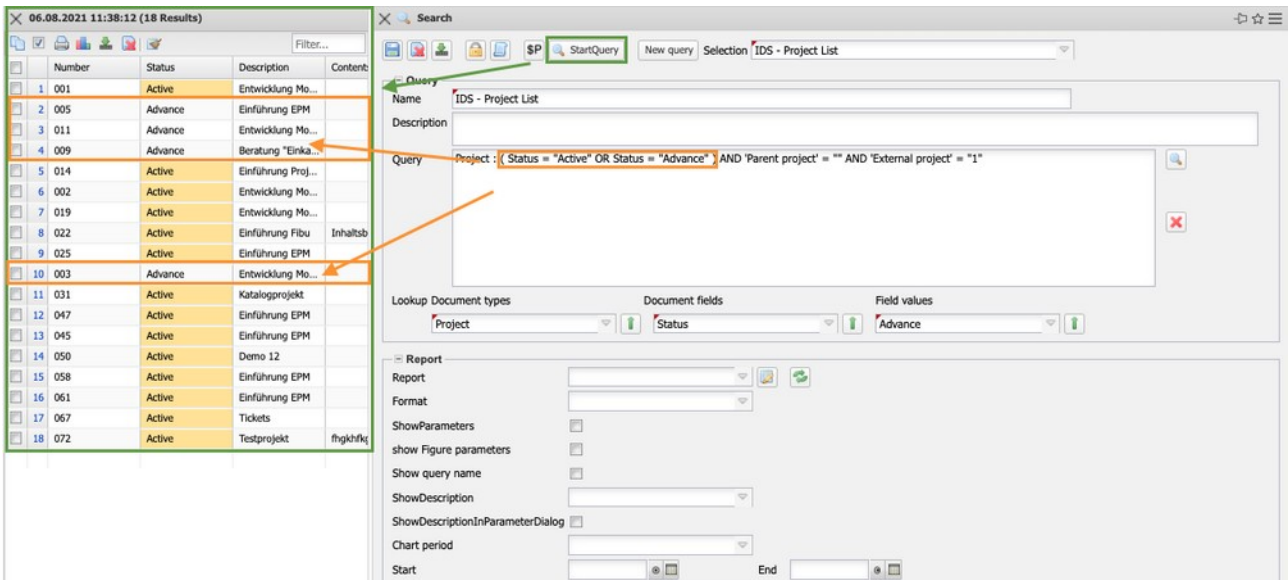 06.08.2021 11:38:12 (18 Results)
Filter...
Number Status Description Contents
1 001 Active Entwicklung Mo...
2 005 Advance Einführung EPM
3 011 Advance Entwicklung Mo...
4 009 Advance Beratung "Einka...
5 014 Active Einführung Proj...
6 002 Active Entwicklung Mo...
7 019 Active Entwicklung Mo...
8 022 Active Einführung Fibu Inhaltsb
9 025 Active Einführung EPM
10 003 Advance Entwicklung Mo...
11 031 Active Katalogprojekt
12 047 Active Einführung EPM
13 045 Active Einführung EPM
14 050 Active Demo 12
15 058 Active Einführung EPM
16 061 Active Einführung EPM
17 067 Active Tickets
18 072 Active Testprojekt
Search
$P StartQuery New query Selection IDS - Project List
Query
Name IDS - Project List
Description
Query Project : ( Status = "Active" OR Status = "Advance" ) AND 'Parent project' = "" AND 'External project' = "1"
Lookup Document types Document fields Field values
Project Status Advance
Report
Report
Format
ShowParameters
show Figure parameters
Show query name
ShowDescription
ShowDescriptionInParameterDialog
Chart period
Start End